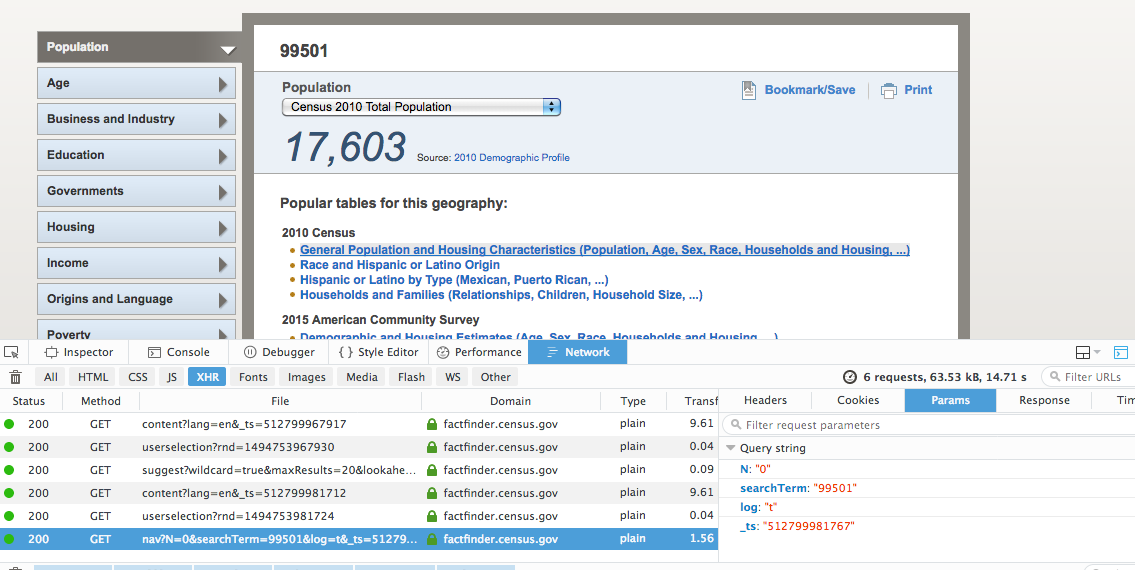 Population
Age
Business and Industry
Education
Governments
Housing
Income
Origins and Language
Poverty
99501
Population
Census 2010 Total Population
Bookmark/Save
Print
17,603 Source: 2010 Demographic Profile
Popular tables for this geography:
2010 Census
General Population and Housing Characteristics (Population, Age, Sex, Race, Households and Housing, ...)
Race and Hispanic or Latino Origin
Hispanic or Latino by Type (Mexican, Puerto Rican, ...)
Households and Families (Relationships, Children, Household Size, ...)
2015 American Community Survey
Demographic and Housing Estimates (Age, Sex, Race, Households and Housing, ...)
Inspector Console Debugger { } Style Editor Performance Network
All HTML CSS JS XHR Fonts Images Media Flash WS Other 6 requests, 63.53 kB, 14.71 s Filter URLs
Status Method File Domain Type Transf
200 GET content?lang=en&_ts=512799967917 factfinder.census.gov plain 9.61
200 GET userselection?rnd=1494753967930 factfinder.census.gov plain 0.04
200 GET suggest?wildcard=true&maxResults=20&lookahe... factfinder.census.gov plain 0.09
200 GET content?lang=en&_ts=512799981712 factfinder.census.gov plain 9.61
200 GET userselection?rnd=1494753981724 factfinder.census.gov plain 0.04
200 GET nav?N=0&searchTerm=99501&log=t&_ts=51279... factfinder.census.gov plain 1.56
Headers Cookies Params Response Tim
Filter request parameters
Query string
N: "0"
searchTerm: "99501"
log: "t"
_ts: "512799981767"